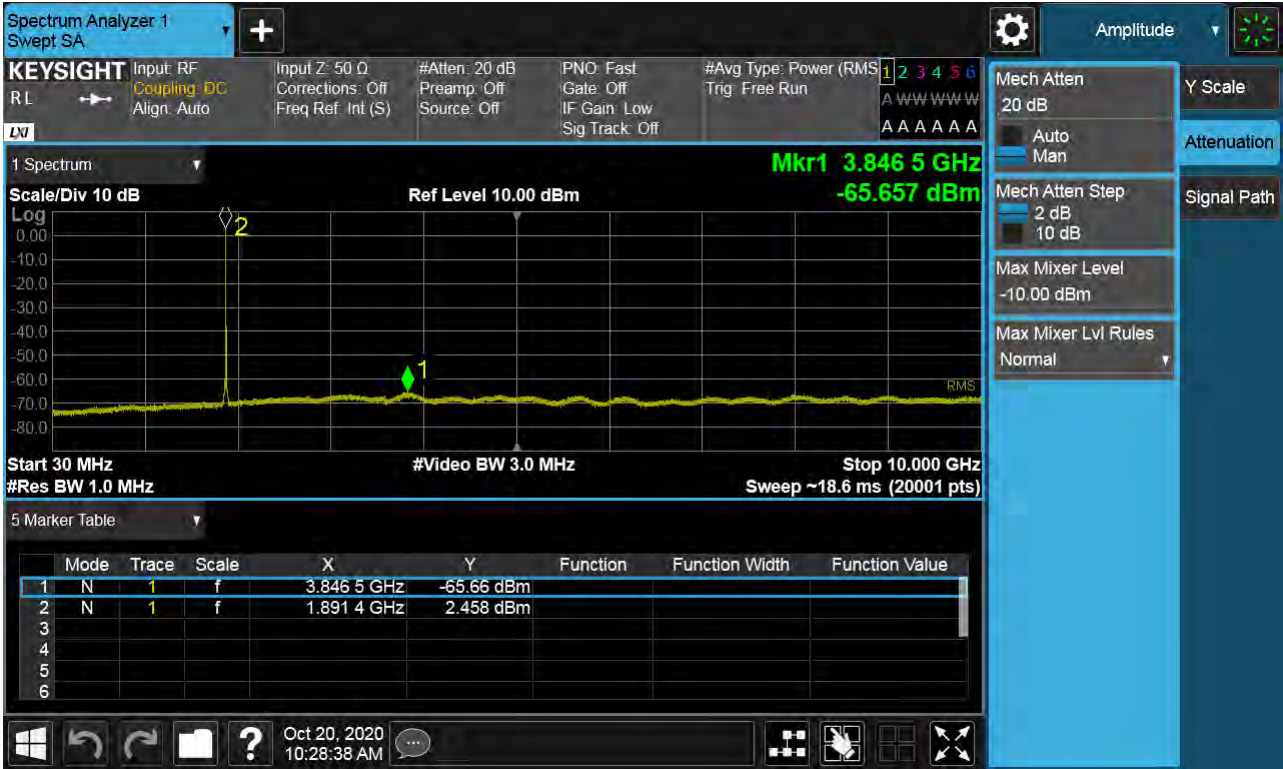 Spectrum Analyzer 1
Swept SA
Amplitude
KEYSIGHT
R L
LXI
Input: RF
Coupling: DC
Align: Auto
Input Z: 50 Ω
Corrections: Off
Freq Ref: Int (S)
#Atten: 20 dB
Preamp: Off
Source: Off
PNO: Fast
Gate: Off
IF Gain: Low
Sig Track: Off
#Avg Type: Power (RMS
Trig: Free Run
1 2 3 4 5 6
A W W W W W
A A A A A A
1 Spectrum
Mkr1 3.846 5 GHz
Scale/Div 10 dB
Ref Level 10.00 dBm
-65.657 dBm
Log
0.00
-10.0
-20.0
-30.0
-40.0
-50.0
-60.0
-70.0
-80.0
2
1
RMS
Start 30 MHz
#Video BW 3.0 MHz
Stop 10.000 GHz
#Res BW 1.0 MHz
Sweep ~18.6 ms (20001 pts)
5 Marker Table
Mode Trace Scale X Y Function Function Width Function Value
1 N 1 f 3.846 5 GHz -65.66 dBm
2 N 1 f 1.891 4 GHz 2.458 dBm
3
4
5
6
Oct 20, 2020
10:28:38 AM
?
Mech Atten
20 dB
Auto
Man
Mech Atten Step
2 dB
10 dB
Max Mixer Level
-10.00 dBm
Max Mixer Lvl Rules
Normal
Y Scale
Attenuation
Signal Path